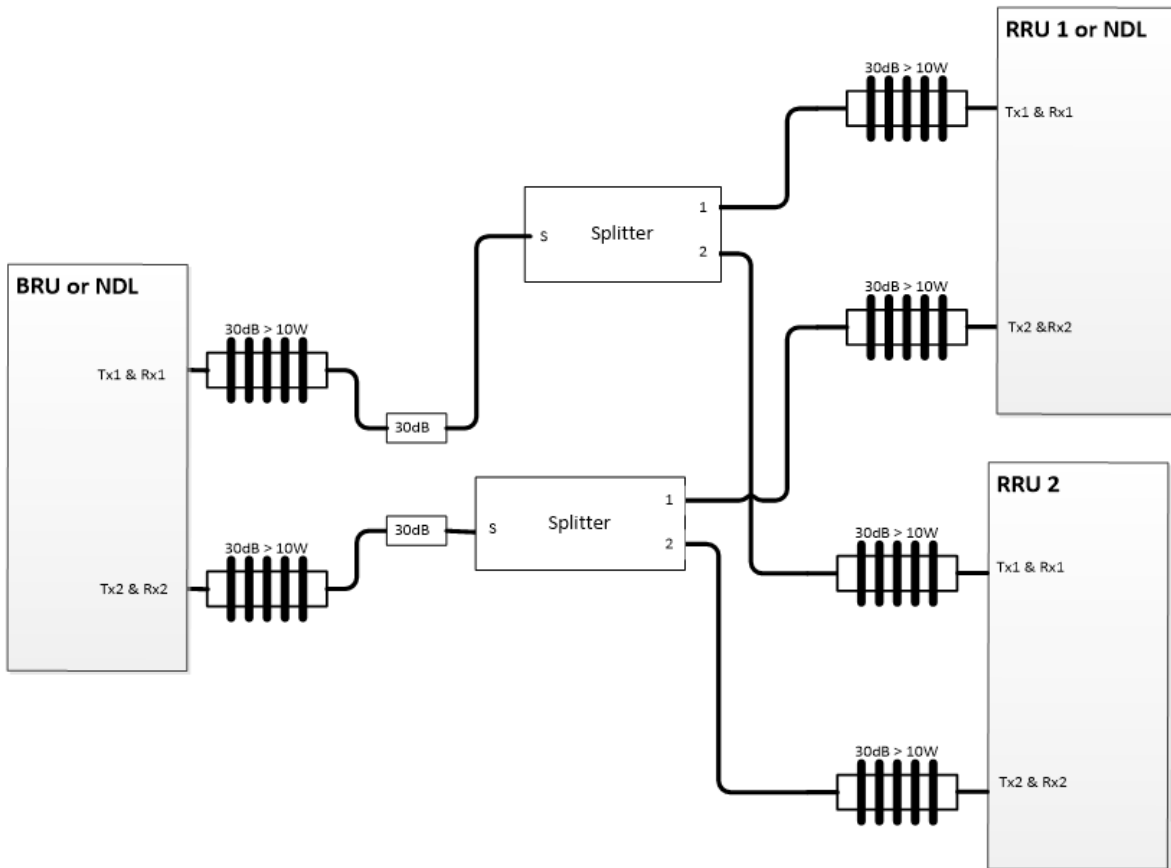 RRU 1 or NDL
30dB > 10W
Tx1 & Rx1
1
S
Splitter
2
BRU or NDL
30dB > 10W
Tx2 &Rx2
30dB > 10W
Tx1 & Rx1
30dB
RRU 2
1
S
Splitter
30dB
2
30dB > 10W
30dB > 10W
Tx1 & Rx1
Tx2 & Rx2
30dB > 10W
Tx2 & Rx2